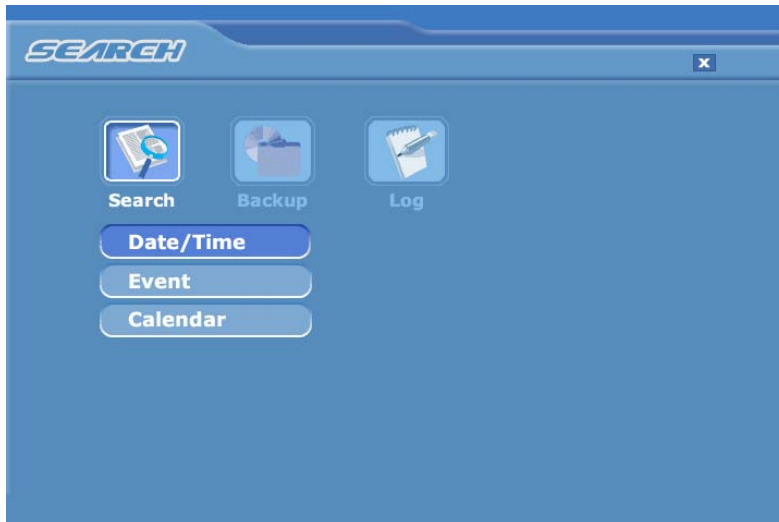 SEARCH
x
Search Backup Log
Date/Time
Event
Calendar